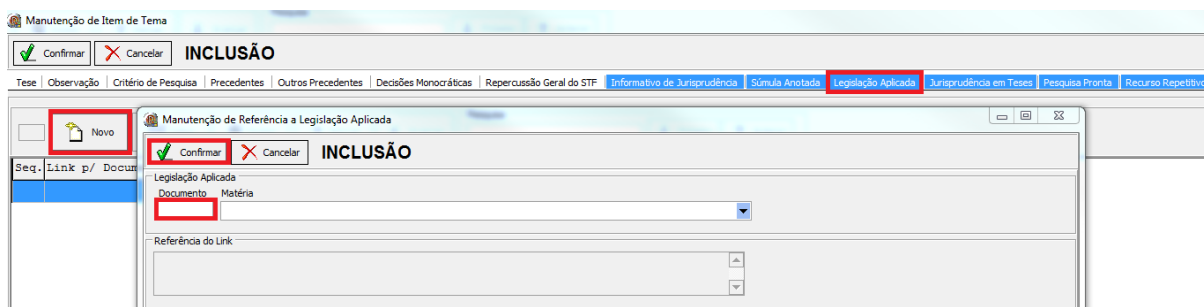 Manutenção de Item de Tema
Confirmar Cancelar INCLUSÃO
Tese Observação Critério de Pesquisa Precedentes Outros Precedentes Decisões Monocráticas Repercussão Geral do STF Informativo de Jurisprudência Súmula Anotada Legislação Aplicada Jurisprudência em Teses Pesquisa Pronta Recurso Repetitivo
Novo
Seq. Link p/ Docum
Manutenção de Referência a Legislação Aplicada
Confirmar Cancelar INCLUSÃO
Legislação Aplicada
Documento Matéria
Referência do Link